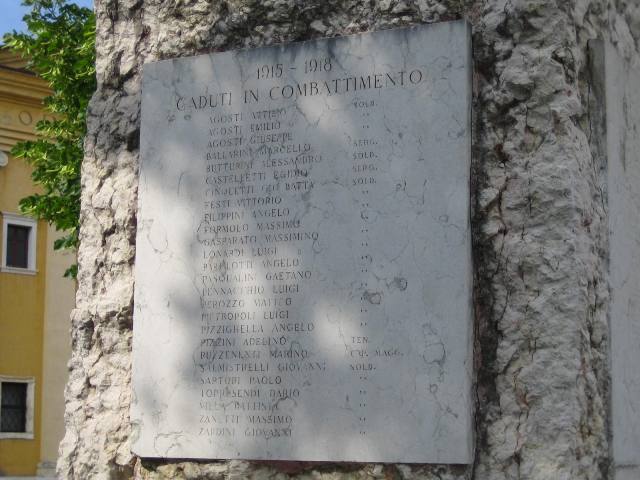 1915 - 1918
CADUTI IN COMBATTIMENTO
AGOSTI ATTILIO SOLD.
AGOSTI EMILIO "
AGOSTI GIUSEPPE "
BALLARINI MARCELLO SERG.
BUTTURINI ALESSANDRO SOLD.
CASTELLETTI EGIDIO SERG.
CINQUETTI GIO BATTA SOLD.
FESTI VITTORIO "
FILIPPINI ANGELO "
FORMOLO MASSIMO "
GASPARATO MASSIMINO "
LONARDI LUIGI "
ANGELO "
PASQUALINI GAETANO "
PENNACCHIO LUIGI "
PEROZZO MATTEO "
PIETROPOLI LUIGI "
PIZZIGHELLA ANGELO "
PIZZINI ADELINO TEN.
MARINO MAGG.
SALMISTRELLI GIOVANNI SOLD.
SARTORI PAOLO "
DARIO "
VILLA BATTISTA "
ZANETTI MASSIMO "
ZARDINI GIOVANNI "